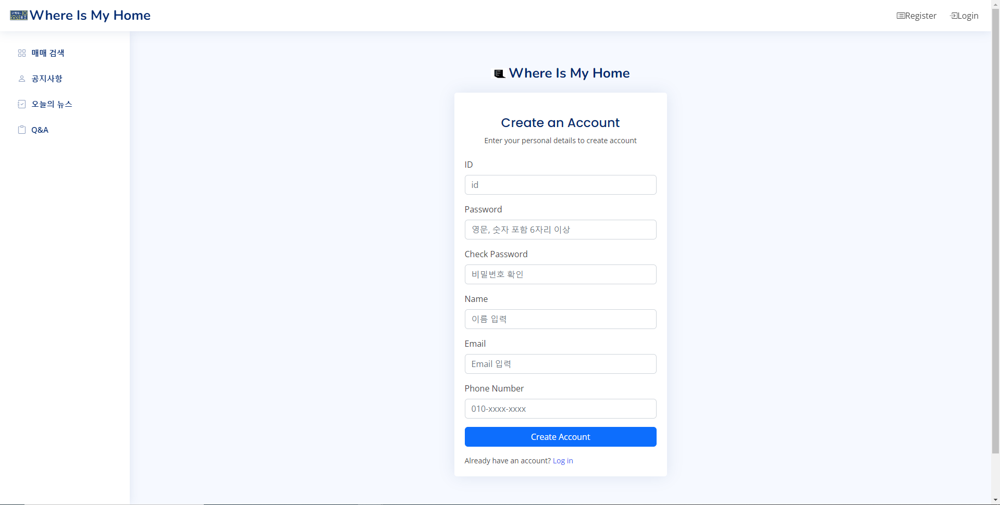 Where Is My Home
Register
Login
매매 검색
공지사항
오늘의 뉴스
Q&A
Where Is My Home
Create an Account
Enter your personal details to create account
ID
id
Password
영문, 숫자 포함 6자리 이상
Check Password
비밀번호 확인
Name
이름 입력
Email
Email 입력
Phone Number
010-xxxx-xxxx
Create Account
Already have an account? Log in